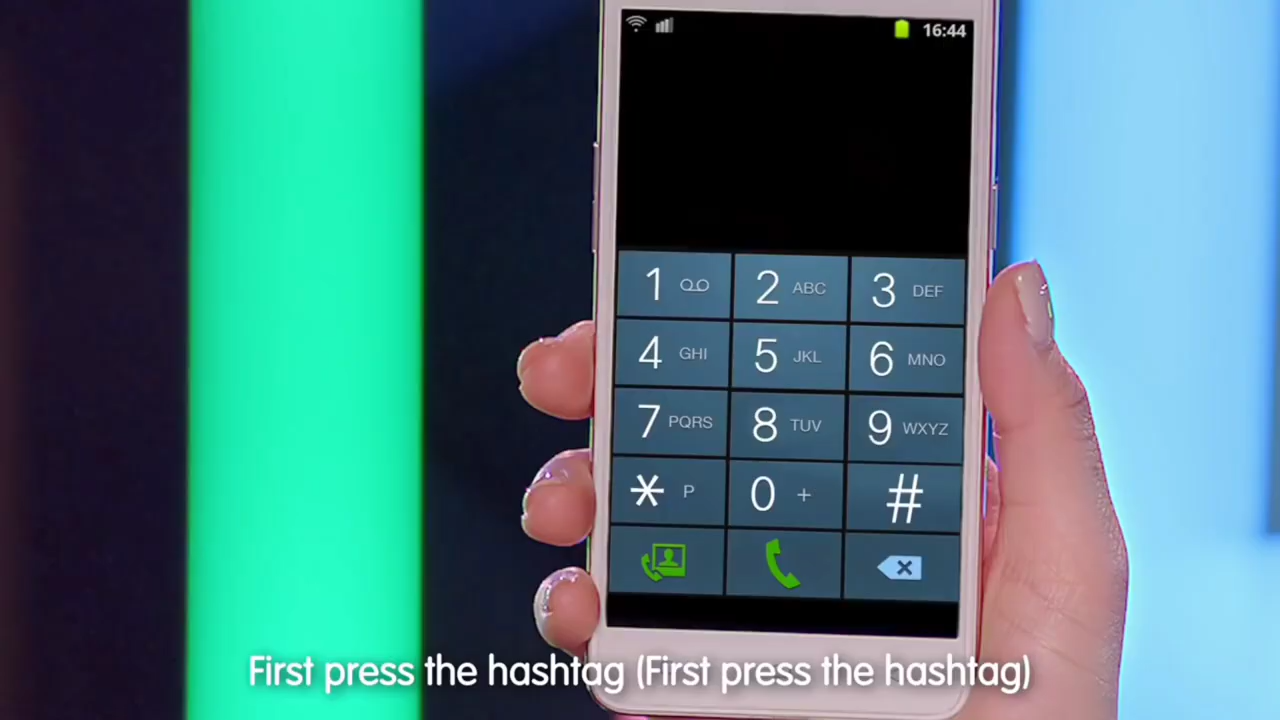 16:44
1 2 ABC 3 DEF
4 GHI 5 JKL 6 MNO
7 PQRS 8 TUV 9 WXYZ
* P 0 + #
First press the hashtag (First press the hashtag)